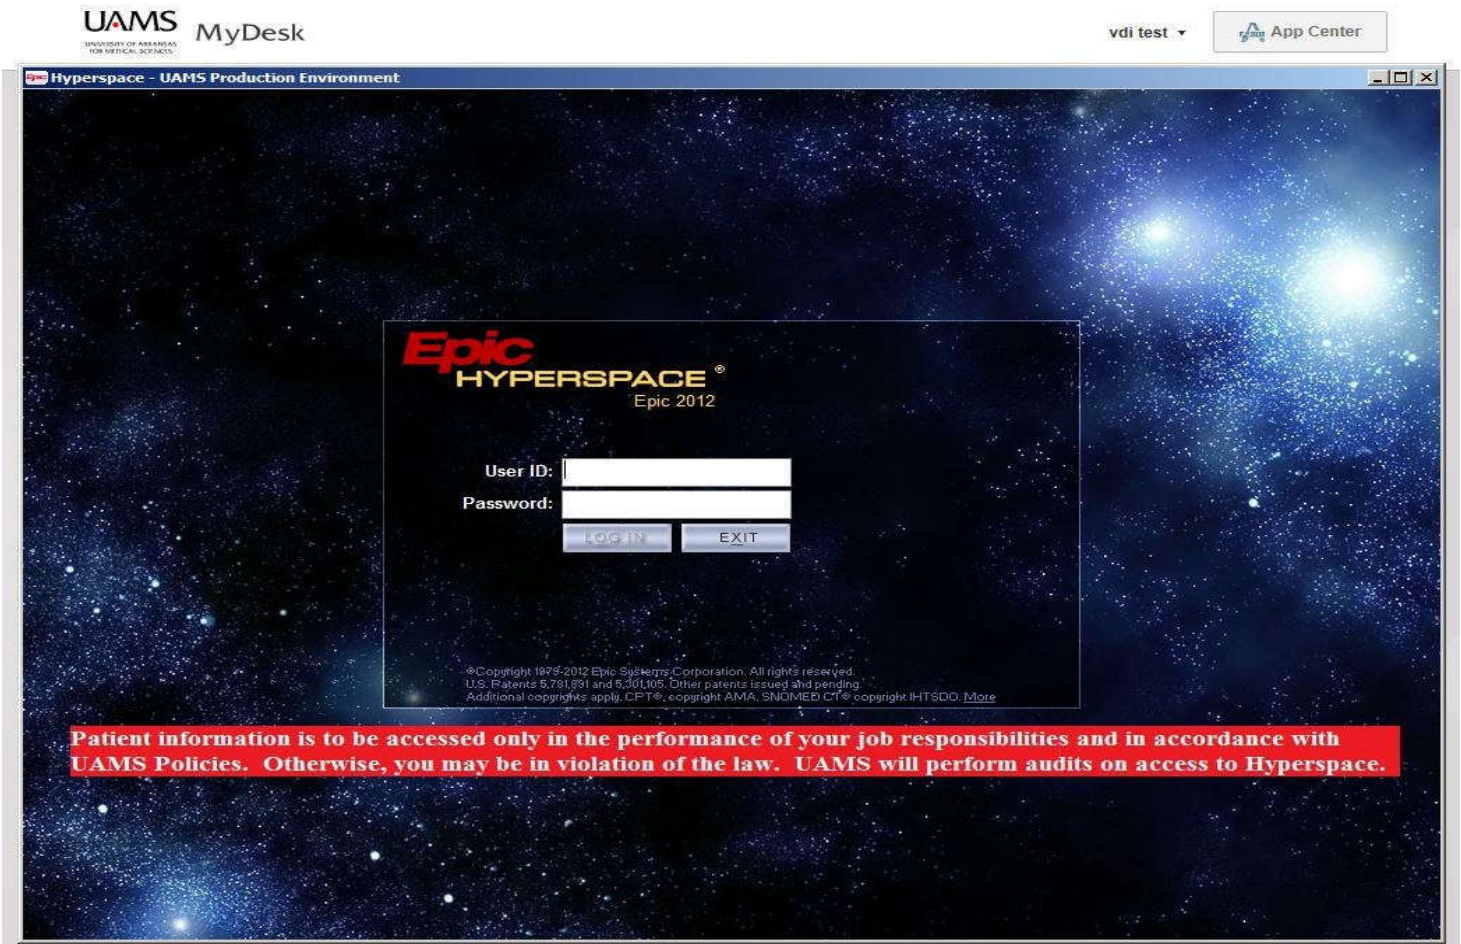 UAMS
UNIVERSITY OF ARKANSAS
FOR MEDICAL SCIENCES
MyDesk
vdi test
App Center
Epic Hyperspace - UAMS Production Environment
Epic
HYPERSPACE ®
Epic 2012
User ID:
Password:
LOG IN EXIT
©Copyright 1979-2012 Epic Systems Corporation. All rights reserved.
U.S. Patents 5,781,891 and 5,301,105. Other patents issued and pending.
Additional copyrights apply. CPT®, copyright AMA. SNOMED CT® copyright IHTSDO. More
Patient information is to be accessed only in the performance of your job responsibilities and in accordance with
UAMS Policies.  Otherwise, you may be in violation of the law.  UAMS will perform audits on access to Hyperspace.